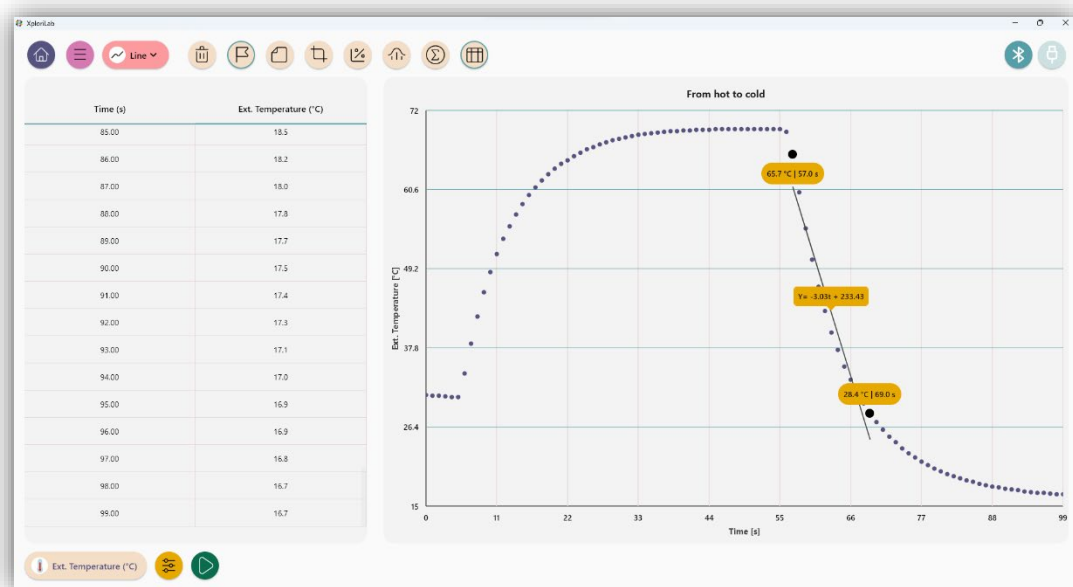 XploriLab
Line
Time (s) Ext. Temperature (°C)
85.00 18.5
86.00 18.2
87.00 18.0
88.00 17.8
89.00 17.7
90.00 17.5
91.00 17.4
92.00 17.3
93.00 17.1
94.00 17.0
95.00 16.9
96.00 16.9
97.00 16.8
98.00 16.7
99.00 16.7
From hot to cold
Ext. Temperature [°C]
72
60.6
49.2
37.8
26.4
15
65.7 °C | 57.0 s
Y= -3.03t + 233.43
28.4 °C | 69.0 s
0 11 22 33 44 55 66 77 88 99
Time [s]
Ext. Temperature (°C)